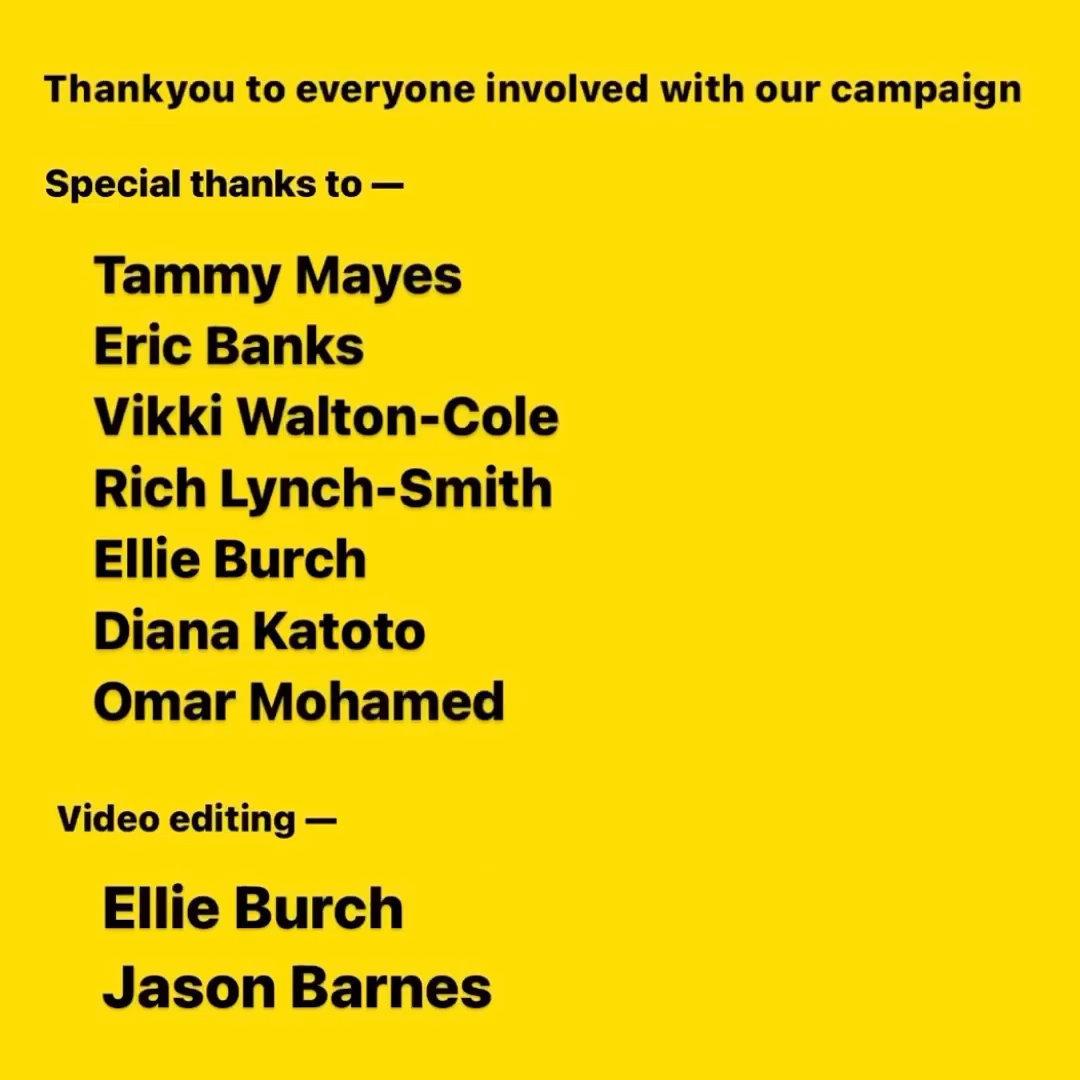 Thankyou to everyone involved with our campaign
Special thanks to —
Tammy Mayes
Eric Banks
Vikki Walton-Cole
Rich Lynch-Smith
Ellie Burch
Diana Katoto
Omar Mohamed
Video editing —
Ellie Burch
Jason Barnes